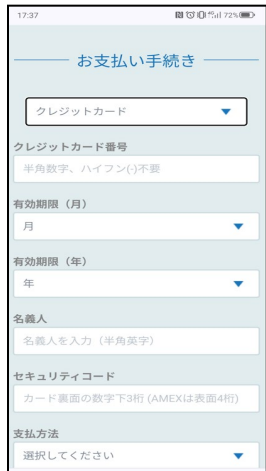 17:37
72%
お支払い手続き
クレジットカード
クレジットカード番号
半角数字、ハイフン(-)不要
有効期限（月）
月
有効期限（年）
年
名義人
名義人を入力（半角英字）
セキュリティコード
カード裏面の数字下3桁 (AMEXは表面4桁)
支払方法
選択してください